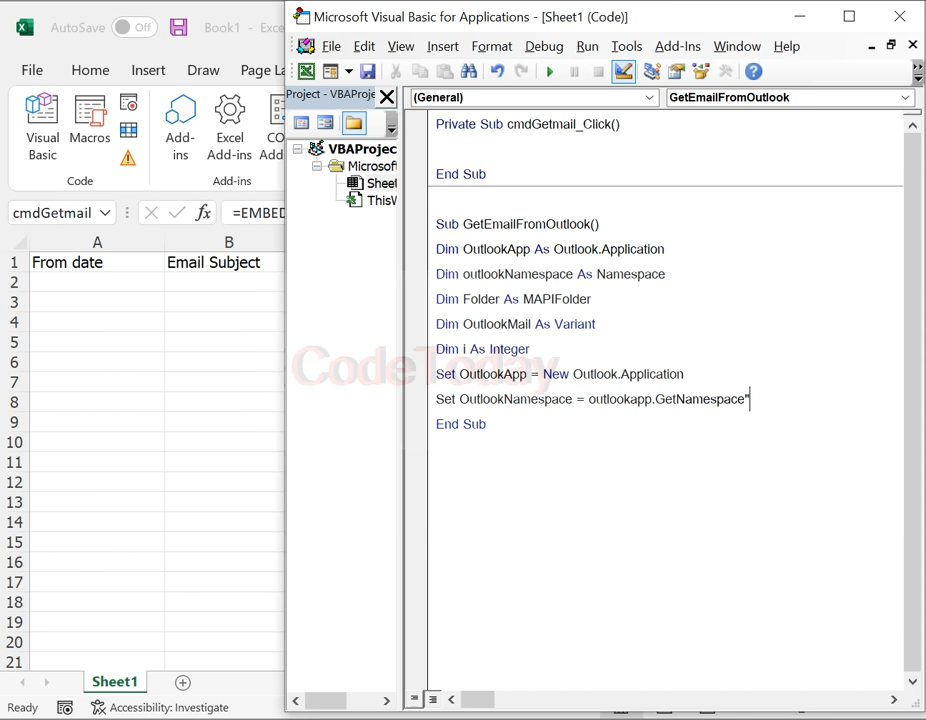 Microsoft Visual Basic for Applications - [Sheet1 (Code)]
AutoSave Off Book1 - Exce
File Edit View Insert Format Debug Run Tools Add-Ins Window Help
File Home Insert Draw Page La
Project - VBAProje
(General)
GetEmailFromOutlook
Visual Basic
Macros
Add-ins
Excel Add-ins
CO
Add
Code
Add-ins
VBAProjec
Microsoft
Sheet
ThisW
cmdGetmail
fx
=EMBED
A B
1 From date Email Subject
2
3
4
5
6
7
8
9
10
11
12
13
14
15
16
17
18
19
20
21
Private Sub cmdGetmail_Click()
End Sub
Sub GetEmailFromOutlook()
Dim OutlookApp As Outlook.Application
Dim outlookNamespace As Namespace
Dim Folder As MAPIFolder
Dim OutlookMail As Variant
Dim i As Integer
Set OutlookApp = New Outlook.Application
Set OutlookNamespace = outlookapp.GetNamespace"
End Sub
CodeToday
Sheet1
Ready
Accessibility: Investigate